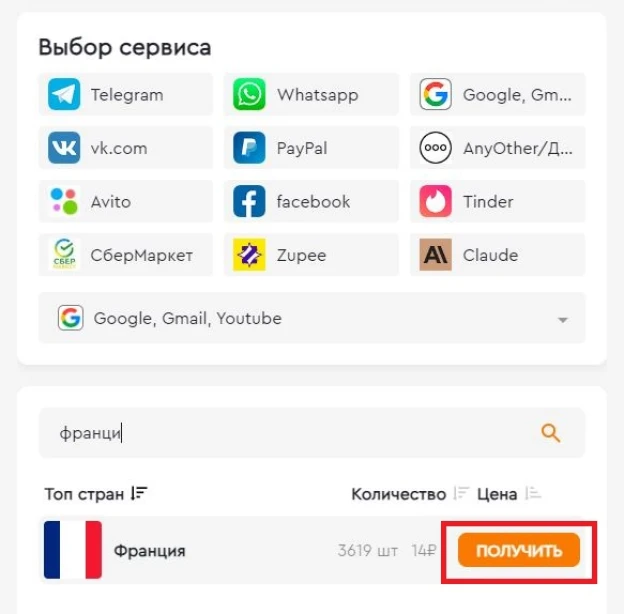 Выбор сервиса
Telegram Whatsapp Google, Gm...
vk.com PayPal AnyOther/Д...
Avito facebook Tinder
СберМаркет Zupee Claude
Google, Gmail, Youtube
франци
Топ стран Количество Цена
Франция 3619 шт 14₽ ПОЛУЧИТЬ